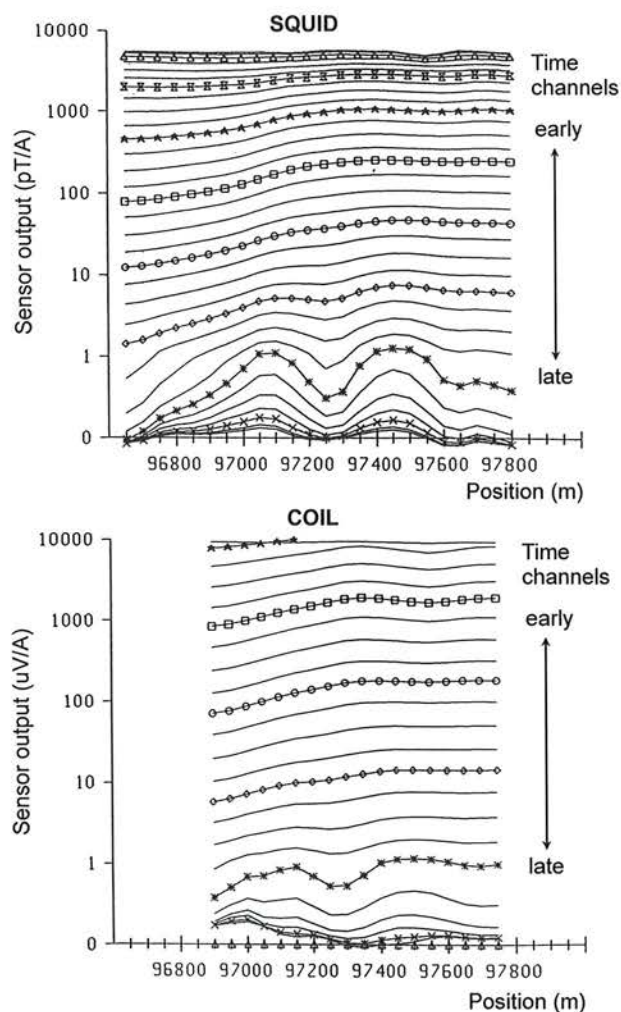 SQUID
10000
1000
100
10
1
0
Sensor output (pT/A)
Time
channels
early
late
96800 97000 97200 97400 97600 97800
Position (m)
COIL
10000
1000
100
10
1
0
Sensor output (uV/A)
Time
channels
early
late
96800 97000 97200 97400 97600 97800
Position (m)